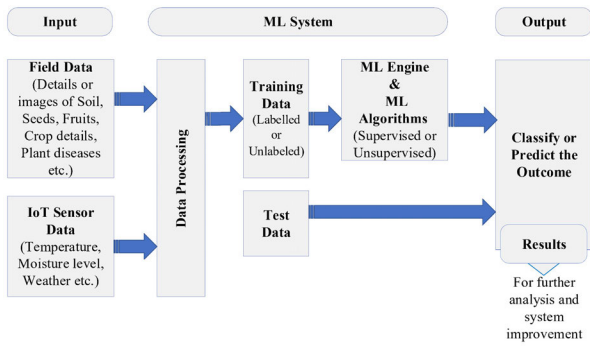 Input
ML System
Output
Field Data
(Details or
images of Soil,
Seeds, Fruits,
Crop details,
Plant diseases
etc.)
IoT Sensor
Data
(Temperature,
Moisture level,
Weather etc.)
Data Processing
Training
Data
(Labelled
or
Unlabeled)
Test
Data
ML Engine
&
ML
Algorithms
(Supervised or
Unsupervised)
Classify or
Predict the
Outcome
Results
For further
analysis and
system
improvement